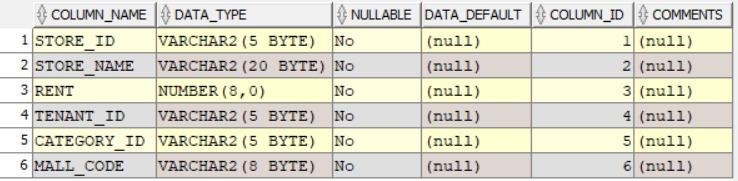 COLUMN_NAME DATA_TYPE NULLABLE DATA_DEFAULT COLUMN_ID COMMENTS
1 STORE_ID VARCHAR2(5 BYTE) No (null) 1 (null)
2 STORE_NAME VARCHAR2(20 BYTE) No (null) 2 (null)
3 RENT NUMBER(8,0) No (null) 3 (null)
4 TENANT_ID VARCHAR2(5 BYTE) No (null) 4 (null)
5 CATEGORY_ID VARCHAR2(5 BYTE) No (null) 5 (null)
6 MALL_CODE VARCHAR2(8 BYTE) No (null) 6 (null)